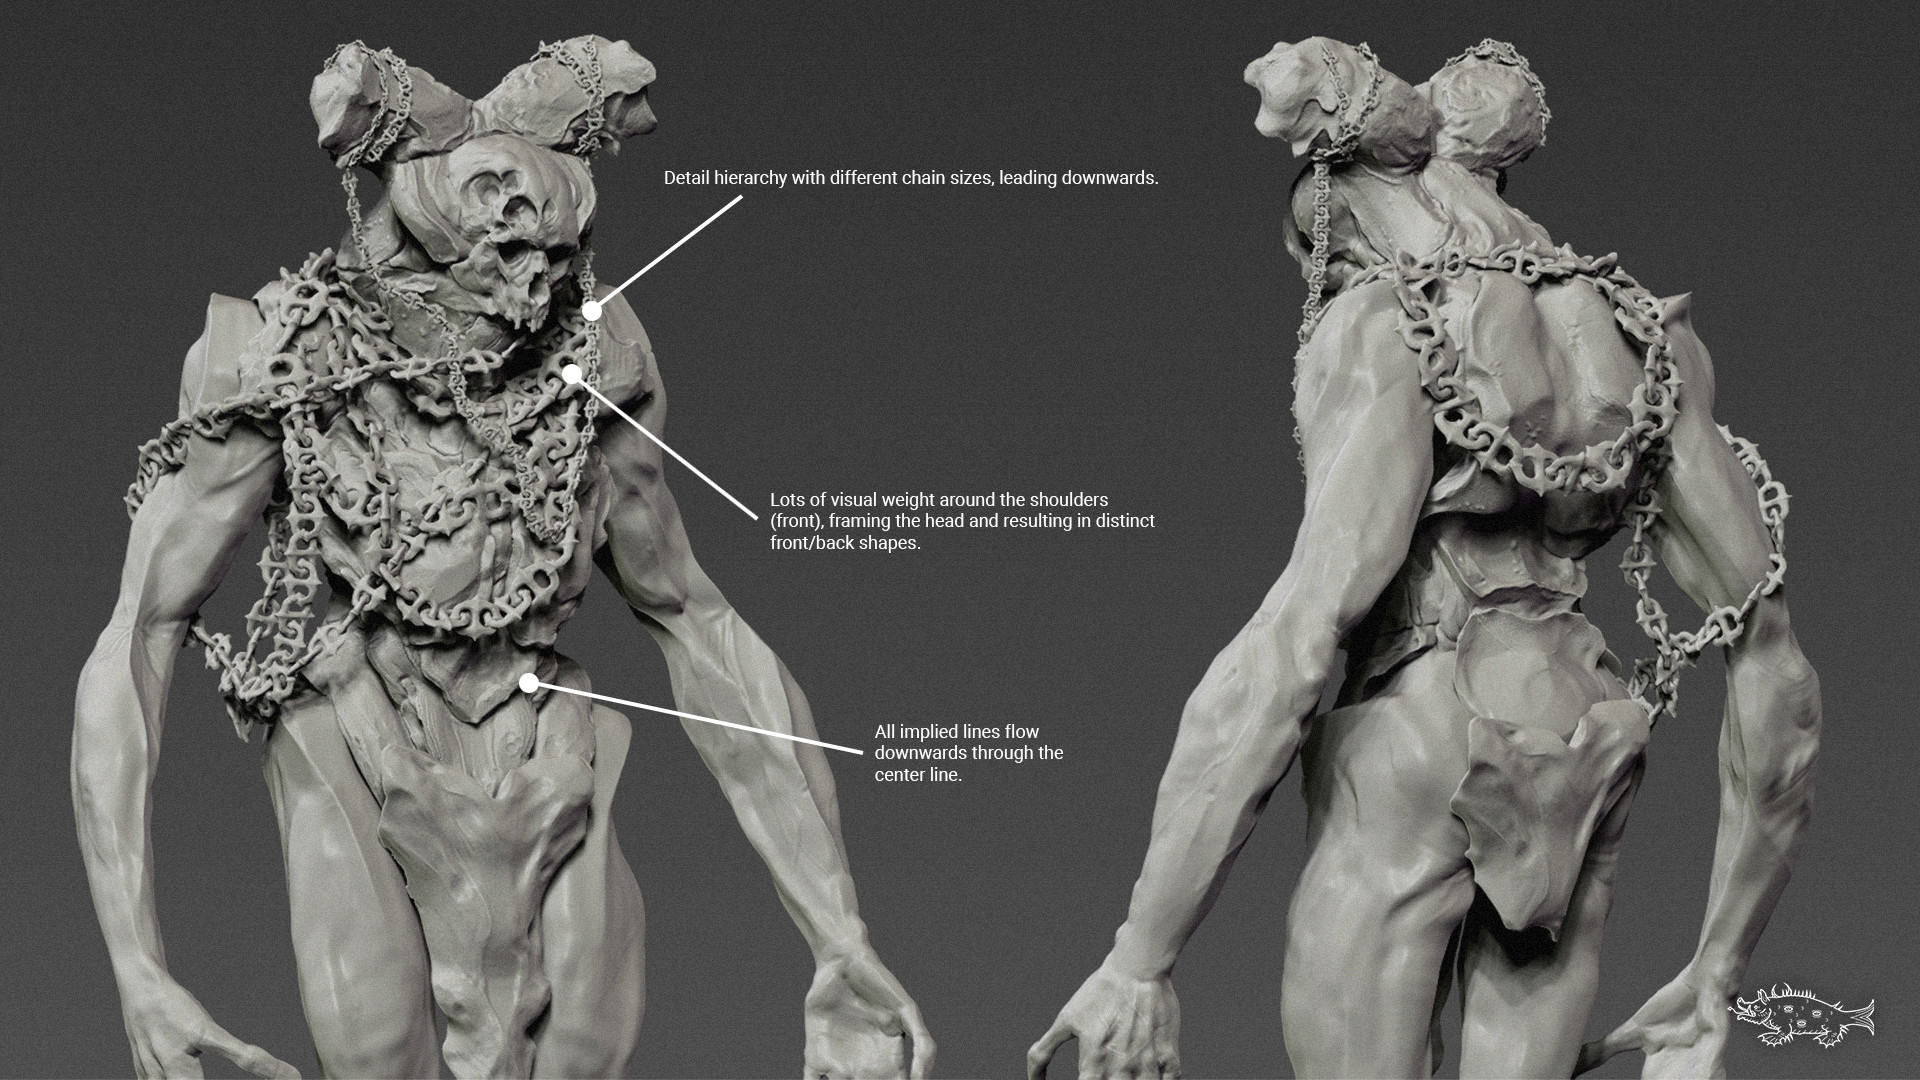 Detail hierarchy with different chain sizes, leading downwards.
Lots of visual weight around the shoulders
(front), framing the head and resulting in distinct
front/back shapes.
All implied lines flow
downwards through the
center line.